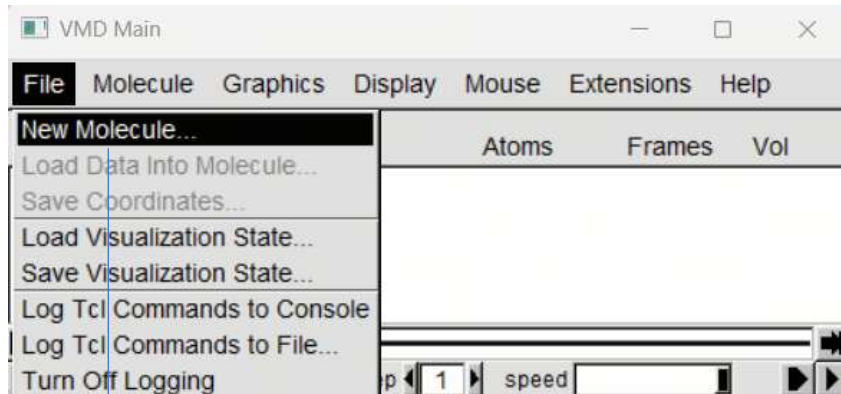 VMD Main
File Molecule Graphics Display Mouse Extensions Help
New Molecule...
Atoms Frames Vol
Load Data Into Molecule...
Save Coordinates...
Load Visualization State...
Save Visualization State...
Log Tcl Commands to Console
Log Tcl Commands to File...
Turn Off Logging
1 speed